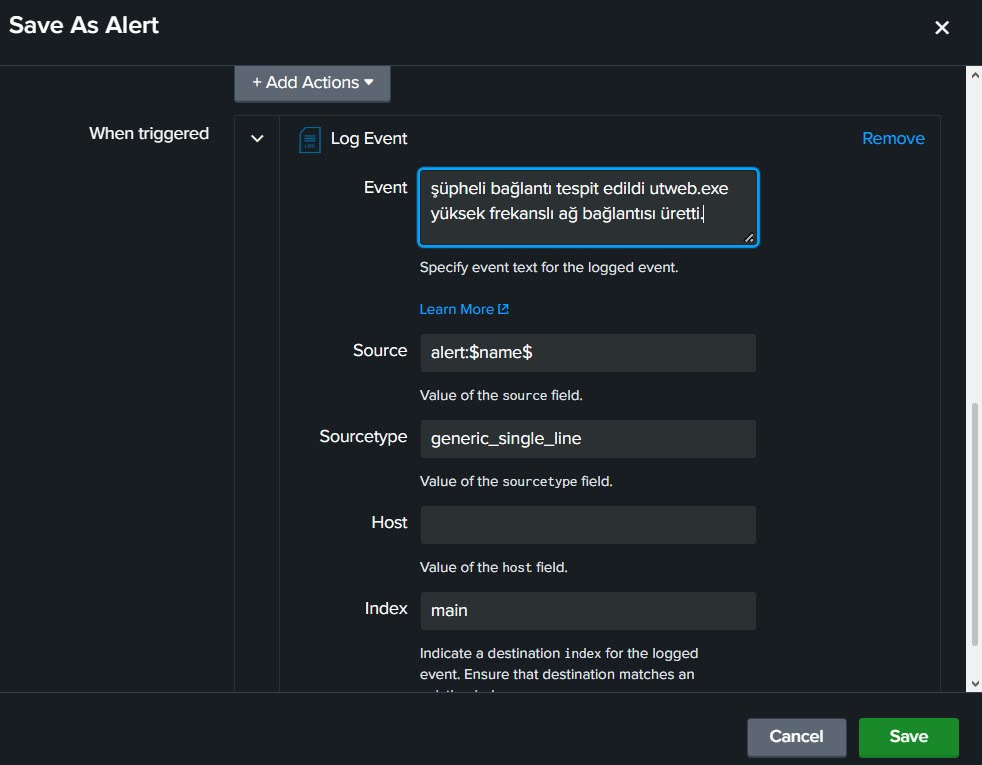 Save As Alert
+ Add Actions
When triggered
Log Event
Remove
Event
şüpheli bağlantı tespit edildi utweb.exe
yüksek frekanslı ağ bağlantısı üretti.
Specify event text for the logged event.
Learn More
Source
alert:$name$
Value of the source field.
Sourcetype
generic_single_line
Value of the sourcetype field.
Host
Value of the host field.
Index
main
Indicate a destination index for the logged
event. Ensure that destination matches an
Cancel
Save